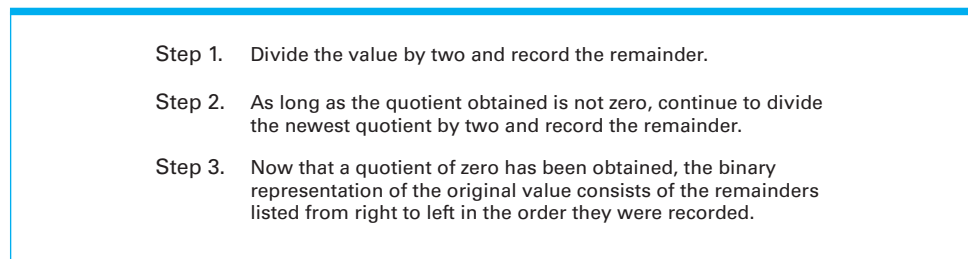 Step 1. Divide the value by two and record the remainder.
Step 2. As long as the quotient obtained is not zero, continue to divide
the newest quotient by two and record the remainder.
Step 3. Now that a quotient of zero has been obtained, the binary
representation of the original value consists of the remainders
listed from right to left in the order they were recorded.